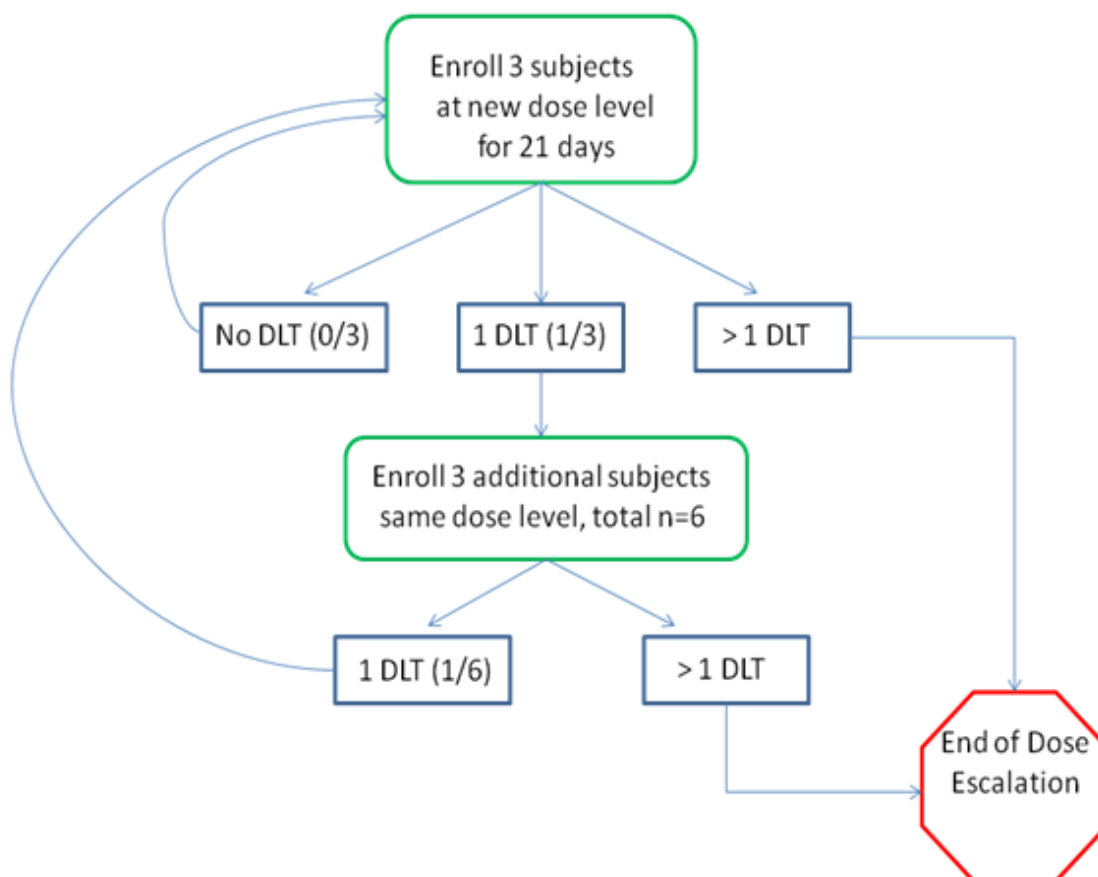 Enroll 3 subjects
at new dose level
for 21 days
No DLT (0/3)
1 DLT (1/3)
> 1 DLT
Enroll 3 additional subjects
same dose level, total n=6
1 DLT (1/6)
> 1 DLT
End of Dose
Escalation